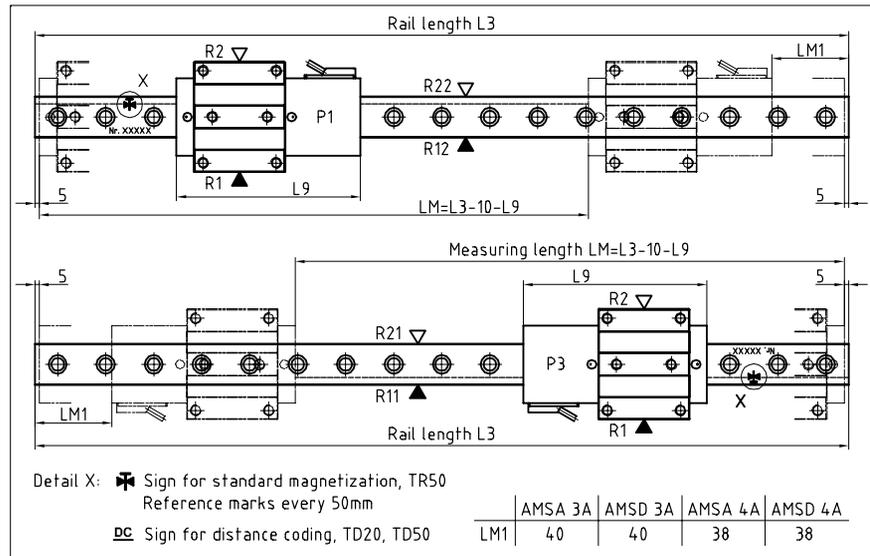 Rail length L3
LM1
R2
X
R22
P1
Nr. XXXXX
R12
R1
L9
5
LM=L3-10-L9
5
Measuring length LM=L3-10-L9
5
L9
5
R2
R21
Nr. XXXXX
P3
R11
X
LM1
R1
Rail length L3
Detail X: Sign for standard magnetization, TR50
Reference marks every 50mm
DC Sign for distance coding, TD20, TD50
AMSA 3A AMSD 3A AMSA 4A AMSD 4A
LM1 40 40 38 38